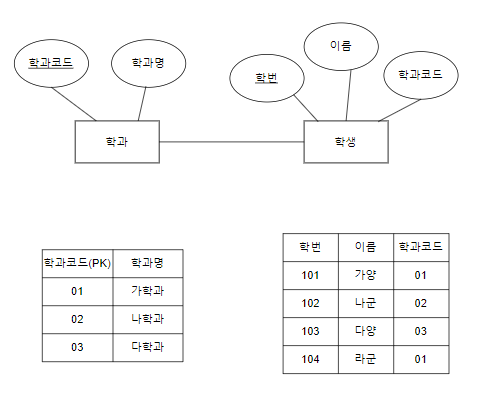 학과코드
학과명
학번
이름
학과코드
학과
학생
학과코드(PK) 학과명
01 가학과
02 나학과
03 다학과
학번 이름 학과코드
101 가양 01
102 나군 02
103 다양 03
104 라군 01